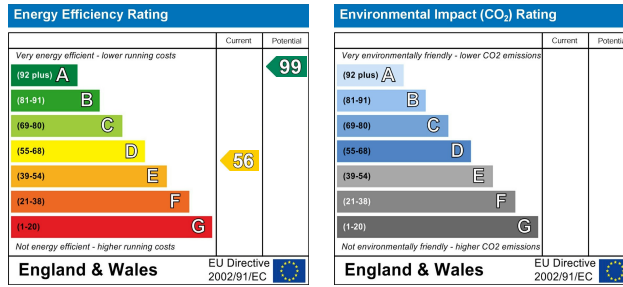 Energy Efficiency Rating
Current Potential
Very energy efficient - lower running costs
(92 plus) A
99
(81-91) B
(69-80) C
(55-68) D
56
(39-54) E
(21-38) F
(1-20) G
Not energy efficient - higher running costs
England & Wales
EU Directive
2002/91/EC
Environmental Impact (CO₂) Rating
Current Potenti
Very environmentally friendly - lower CO2 emissions
(92 plus) A
(81-91) B
(69-80) C
(55-68) D
(39-54) E
(21-38) F
(1-20) G
Not environmentally friendly - higher CO2 emissions
England & Wales
EU Directive
2002/91/EC